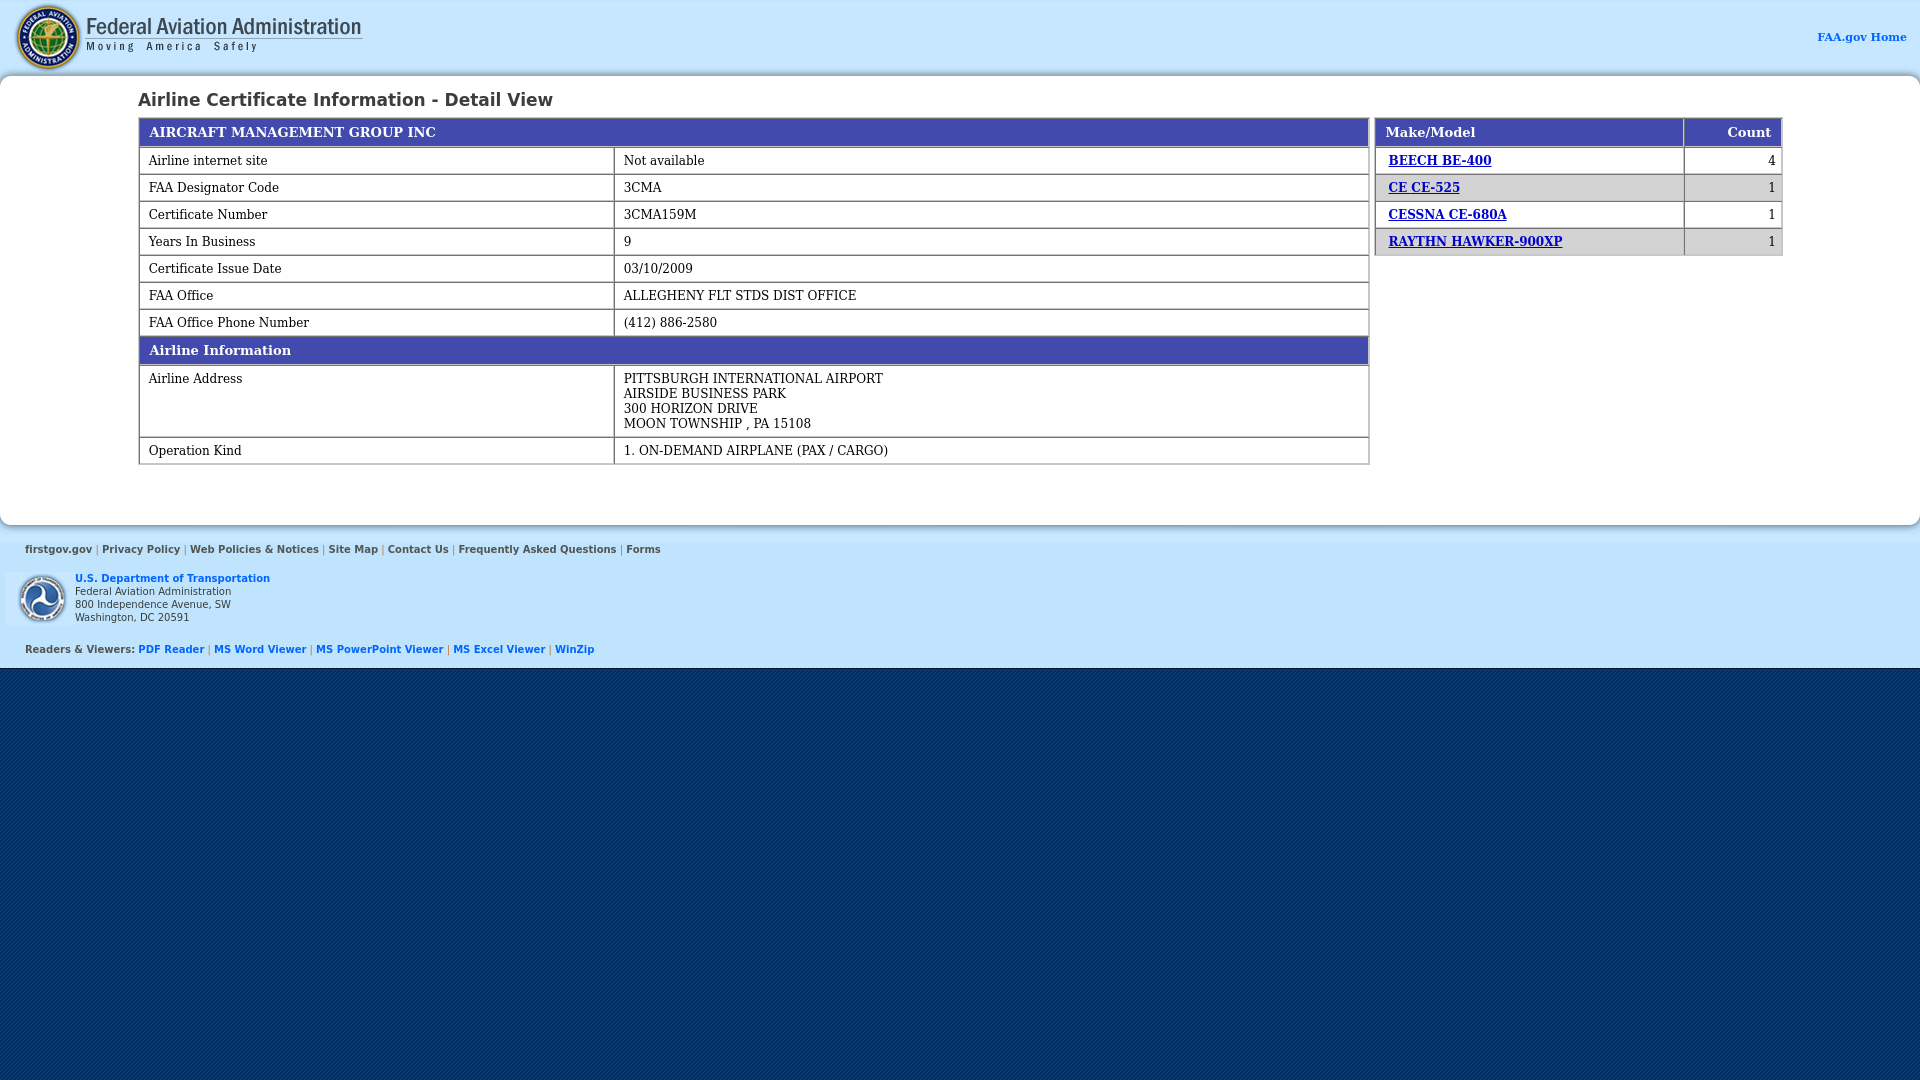 Federal Aviation Administration
Moving America Safely
FAA.gov Home
Airline Certificate Information - Detail View
AIRCRAFT MANAGEMENT GROUP INC
Airline internet site Not available
FAA Designator Code 3CMA
Certificate Number 3CMA159M
Years In Business 9
Certificate Issue Date 03/10/2009
FAA Office ALLEGHENY FLT STDS DIST OFFICE
FAA Office Phone Number (412) 886-2580
Airline Information
Airline Address PITTSBURGH INTERNATIONAL AIRPORT
AIRSIDE BUSINESS PARK
300 HORIZON DRIVE
MOON TOWNSHIP , PA 15108
Operation Kind 1. ON-DEMAND AIRPLANE (PAX / CARGO)
Make/Model Count
BEECH BE-400 4
CE CE-525 1
CESSNA CE-680A 1
RAYTHN HAWKER-900XP 1
firstgov.gov | Privacy Policy | Web Policies & Notices | Site Map | Contact Us | Frequently Asked Questions | Forms
U.S. Department of Transportation
Federal Aviation Administration
800 Independence Avenue, SW
Washington, DC 20591
Readers & Viewers: PDF Reader | MS Word Viewer | MS PowerPoint Viewer | MS Excel Viewer | WinZip